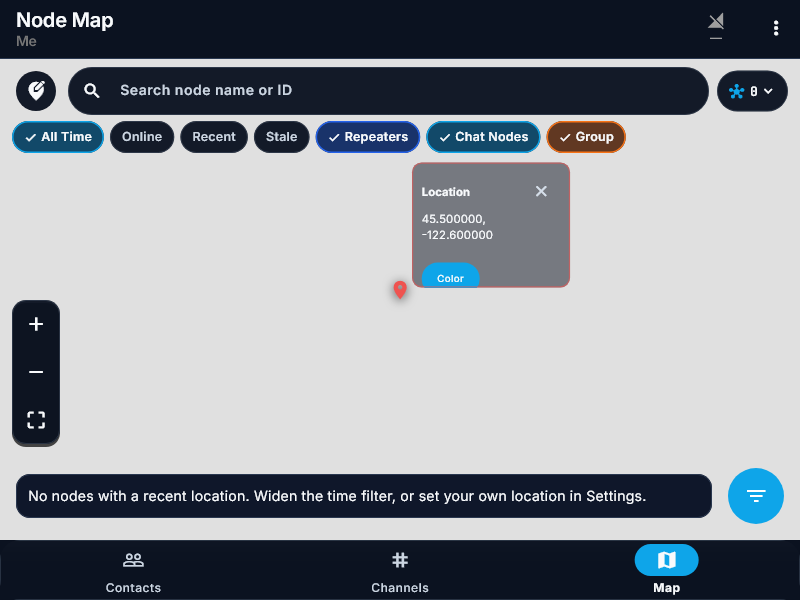 Node Map
Me
Search node name or ID
0
All Time
Online
Recent
Stale
Repeaters
Chat Nodes
Group
Location
45.500000,
-122.600000
Color
No nodes with a recent location. Widen the time filter, or set your own location in Settings.
Contacts
Channels
Map